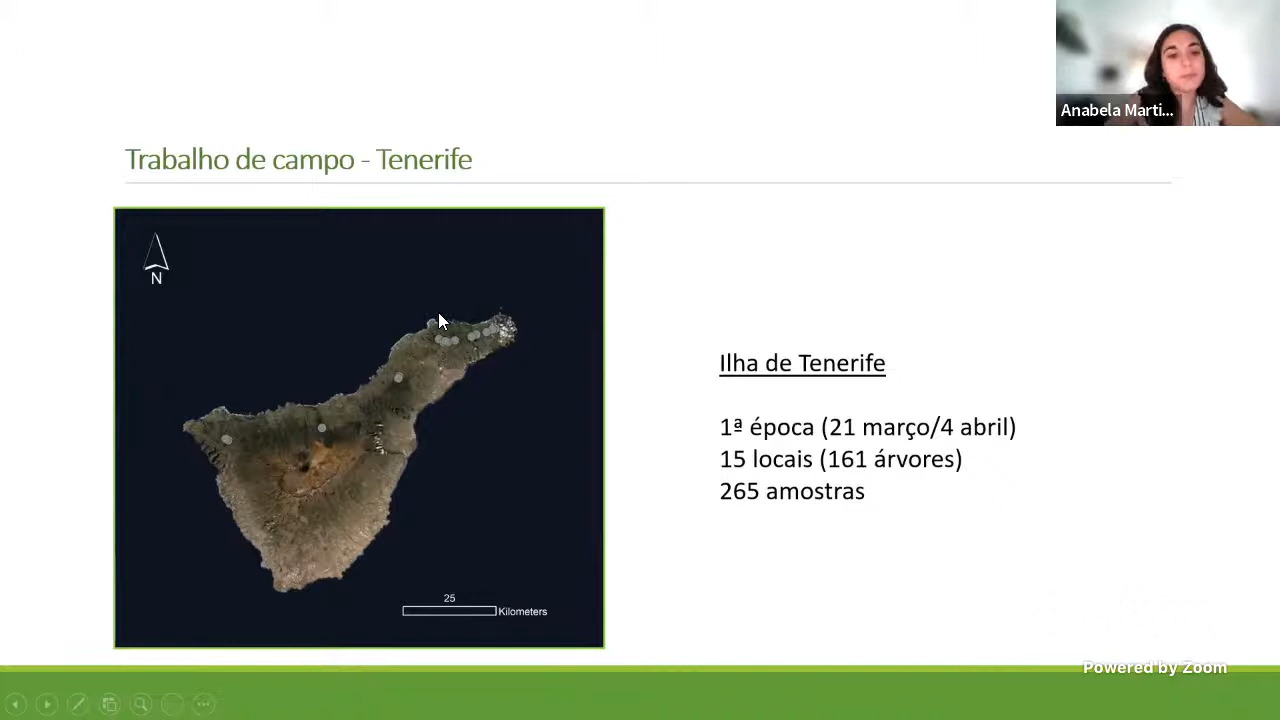 Anabela Marti...
Trabalho de campo - Tenerife
N
25
Kilometers
Ilha de Tenerife
1ª época (21 março/4 abril)
15 locais (161 árvores)
265 amostras
Powered by Zoom